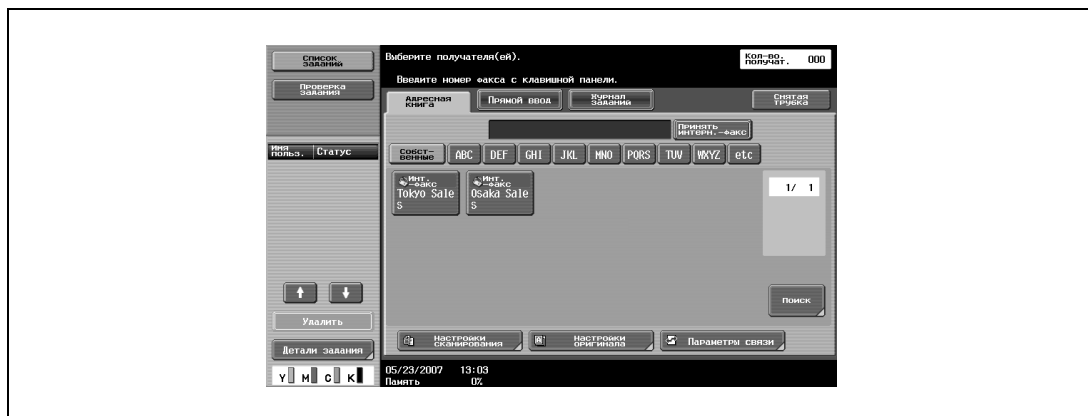 Список
заданий
Проверка
задания
Имя
польз.
Статус
Удалить
Детали задания
Y M C K
Выберите получателя(ей).
Кол-во.
получат. 000
Введите номер факса с клавишной панели.
Адресная
книга
Прямой ввод
Журнал
заданий
Снятая
трубка
Принять
интерн.-факс
Собст-
венные
ABC DEF GHI JKL MNO PQRS TUV WXYZ etc
Инт.
-факс
Tokyo Sale
s
Инт.
-факс
Osaka Sale
s
1/ 1
Поиск
Настройки
сканирования
Настройки
оригинала
Параметры связи
05/23/2007 13:03
Память 0%